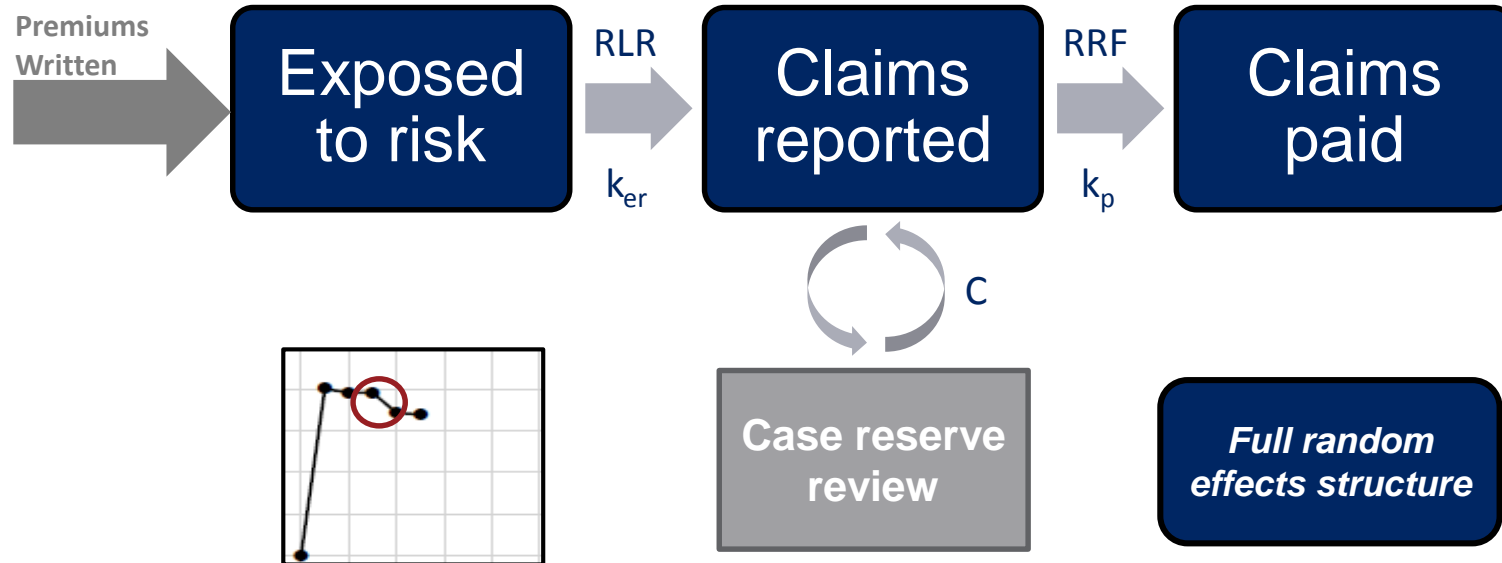 Premiums
Written
Exposed
to risk
RLR
k_er
Claims
reported
RRF
k_p
Claims
paid
C
Case reserve
review
Full random
effects structure